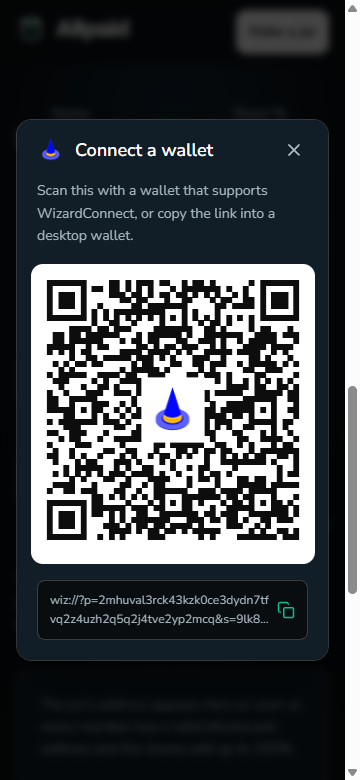 Allpaid
Connect a wallet
Scan this with a wallet that supports
WizardConnect, or copy the link into a
desktop wallet.
wiz://?p=2mhuval3rck43kzk0ce3dydn7tf
vq2z4uzh2q5q2j4tve2yp2mcq&s=9lk8...